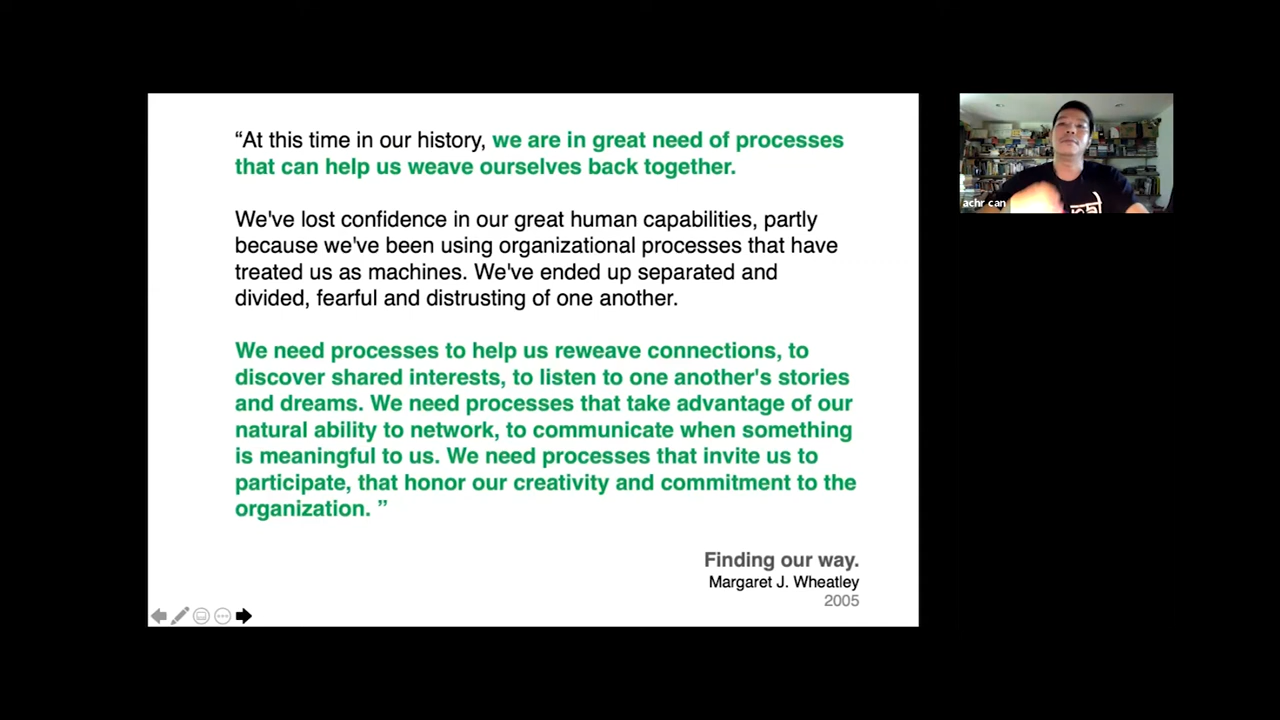 “At this time in our history, we are in great need of processes
that can help us weave ourselves back together.
We've lost confidence in our great human capabilities, partly
because we've been using organizational processes that have
treated us as machines. We've ended up separated and
divided, fearful and distrusting of one another.
We need processes to help us reweave connections, to
discover shared interests, to listen to one another's stories
and dreams. We need processes that take advantage of our
natural ability to network, to communicate when something
is meaningful to us. We need processes that invite us to
participate, that honor our creativity and commitment to the
organization. ”
Finding our way.
Margaret J. Wheatley
2005
achr can